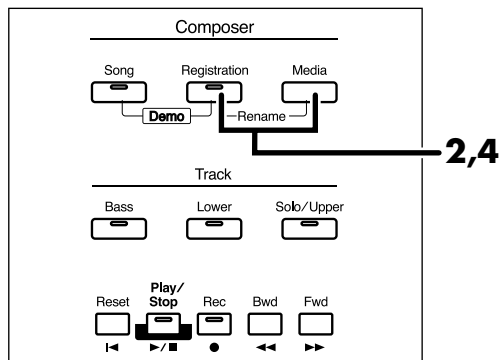 Composer
Song Registration Media
Demo Rename
2,4
Track
Bass Lower Solo/Upper
Play/
Reset Stop Rec Bwd Fwd